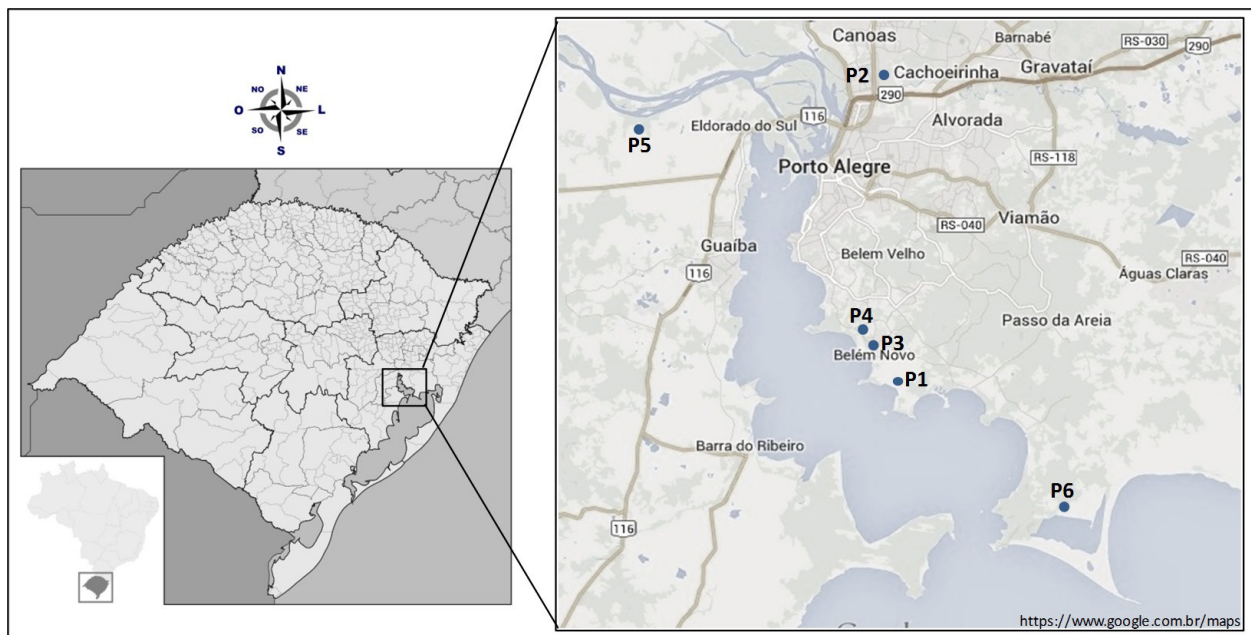 N
NO
NE
O
L
SO
SE
S
Canoas
Barnabé
RS-030
290
P2
Cachoeirinha
Gravataí
290
116
Eldorado do Sul
Alvorada
P5
RS-118
Porto Alegre
Viamão
RS-040
Guaíba
Belem Velho
RS-040
116
Águas Claras
P4
Passo da Areia
P3
Belém Novo
P1
Barra do Ribeiro
P6
116
https://www.google.com.br/maps